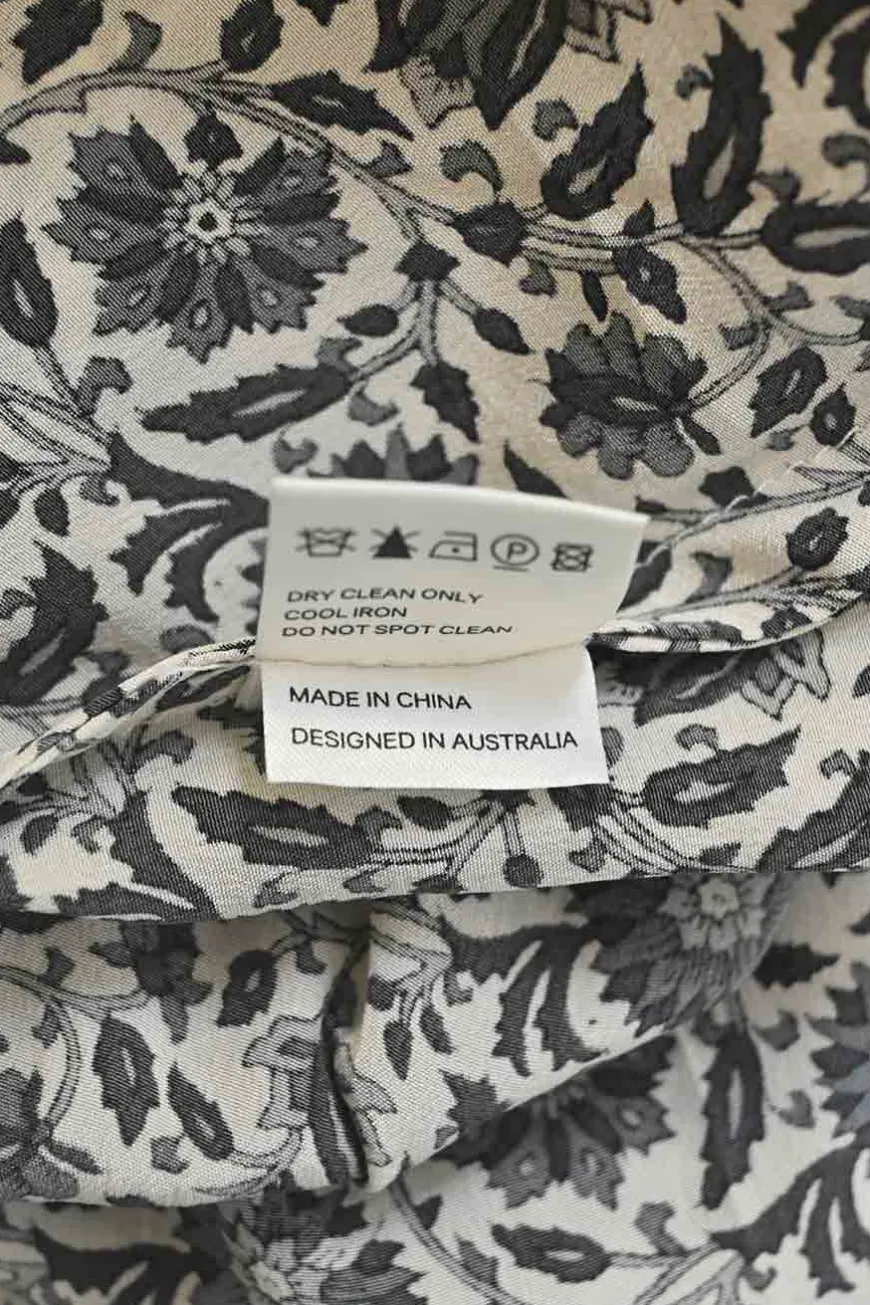 P
DRY CLEAN ONLY
COOL IRON
DO NOT SPOT CLEAN
MADE IN CHINA
DESIGNED IN AUSTRALIA